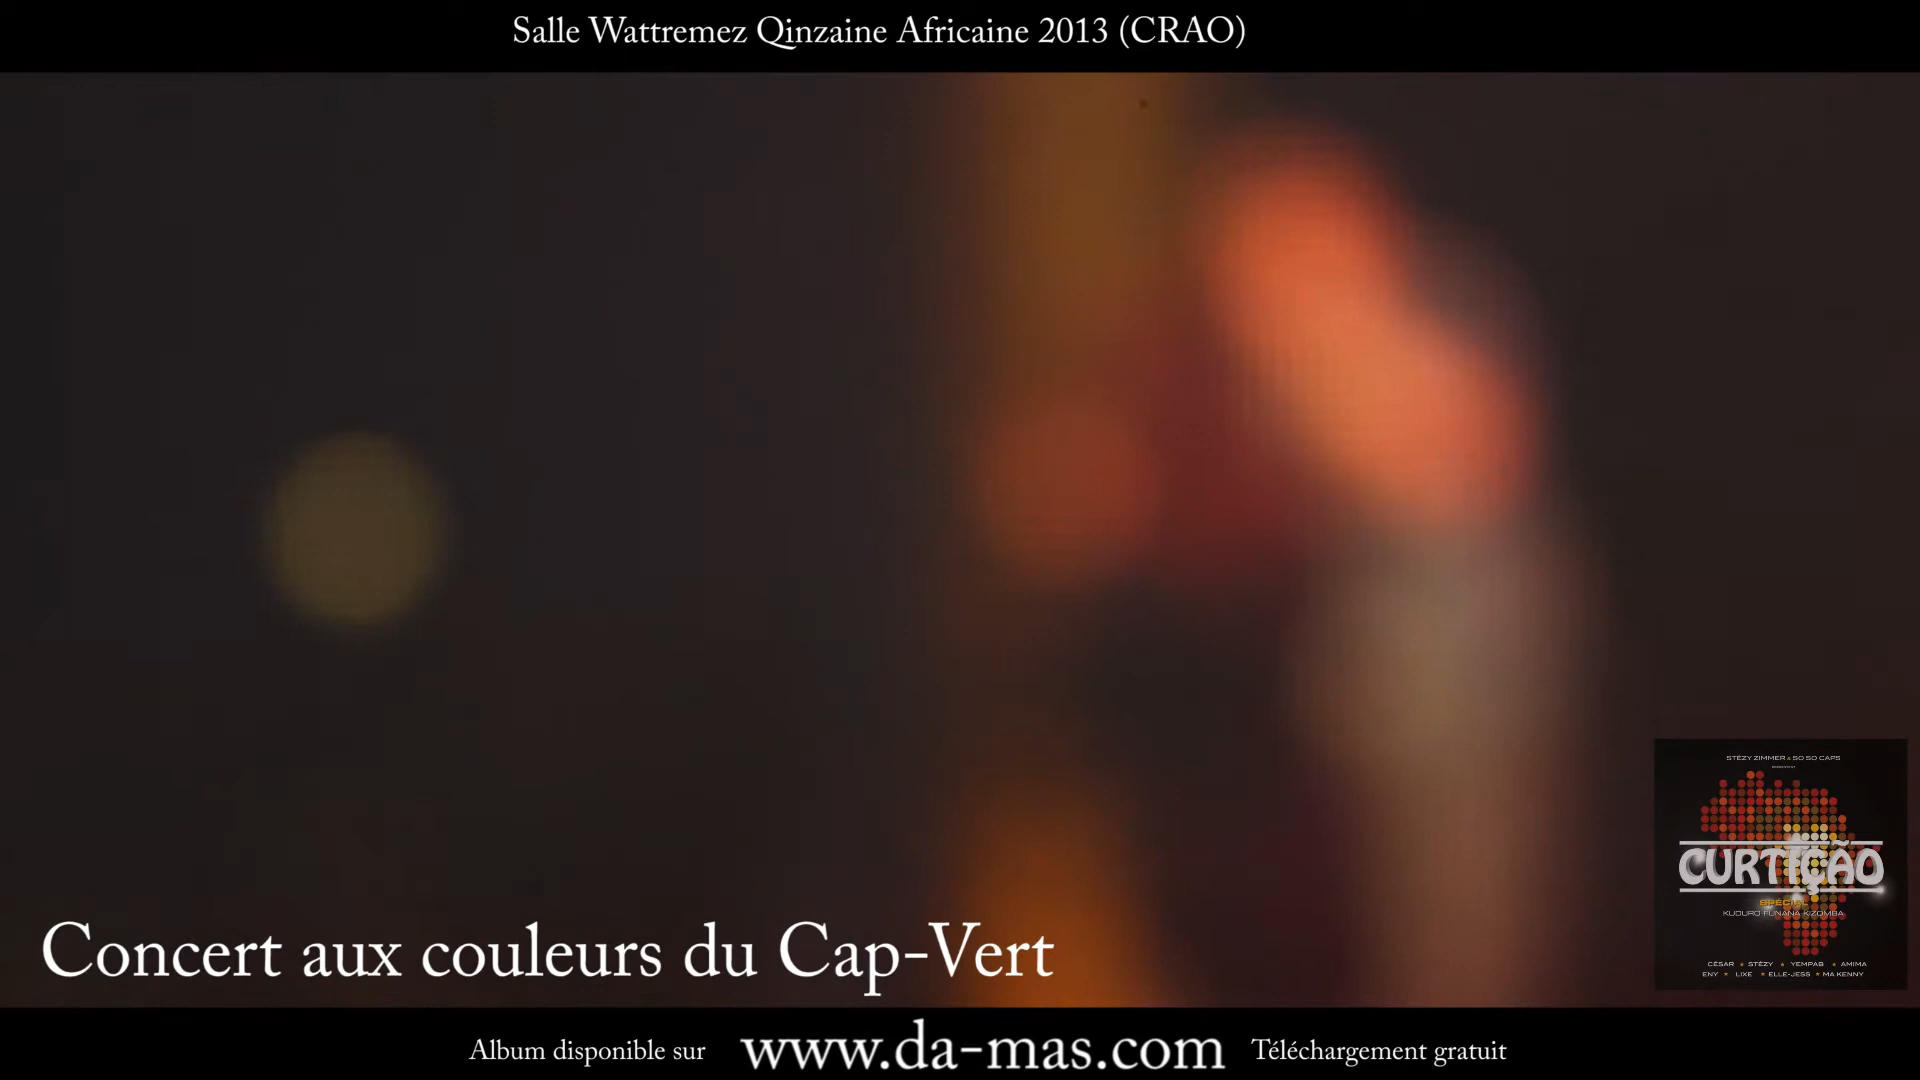 Salle Wattremez Qinzaine Africaine 2013 (CRAO)
STÉZY ZIMMER & SO SO CAPS
CURTIÇÃO
SPÉCIAL
KUDURO FUNANA KIZOMBA
CÉSAR ★ STÉZY ★ YEMPAB ★ AMIMA
ENY ★ LIXE ★ ELLE-JESS ★ MA KENNY
Concert aux couleurs du Cap-Vert
Album disponible sur www.da-mas.com Téléchargement gratuit